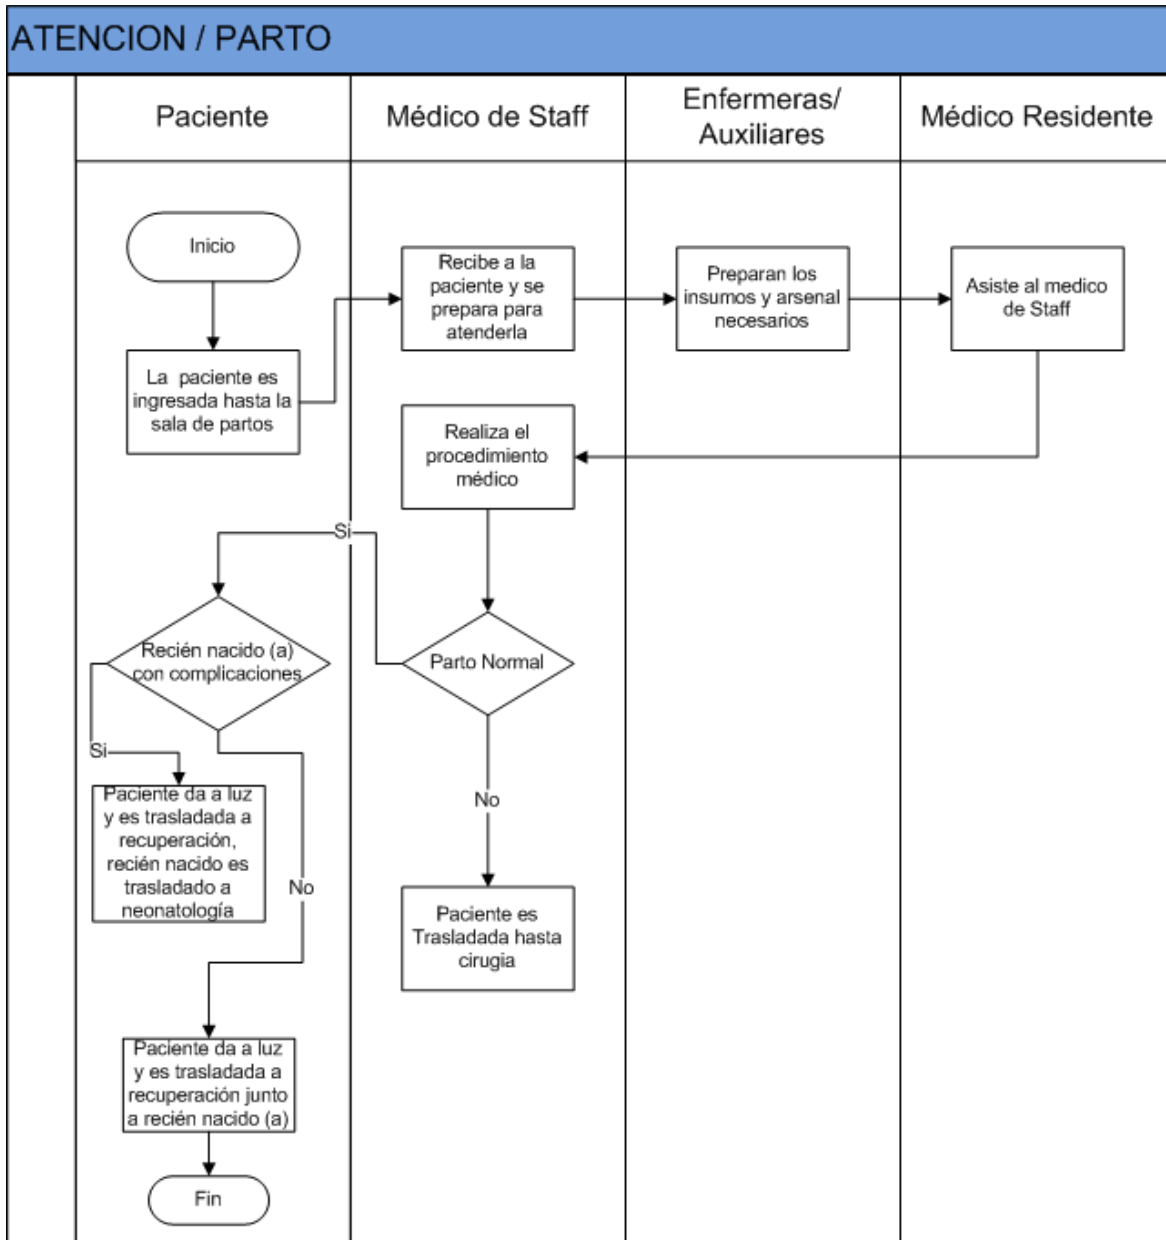 ATENCION / PARTO
Paciente
Médico de Staff
Enfermeras/
Auxiliares
Médico Residente
Inicio
Recibe a la
paciente y se
prepara para
atenderla
Preparan los
insumos y arsenal
necesarios
Asiste al medico
de Staff
La paciente es
ingresada hasta la
sala de partos
Realiza el
procedimiento
médico
Si
Recién nacido (a)
con complicaciones
Parto Normal
Si
Paciente da a luz
y es trasladada a
recuperación,
recién nacido es
trasladado a
neonatología
No
No
Paciente es
Trasladada hasta
cirugia
Paciente da a luz
y es trasladada a
recuperación junto
a recién nacido (a)
Fin